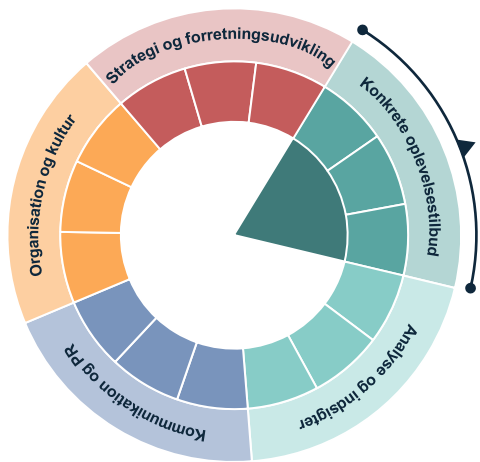 Strategi og forretningsudvikling
Konkrete oplevelsestilbud
Analyse og indsigter
Kommunikation og PR
Organisation og kultur